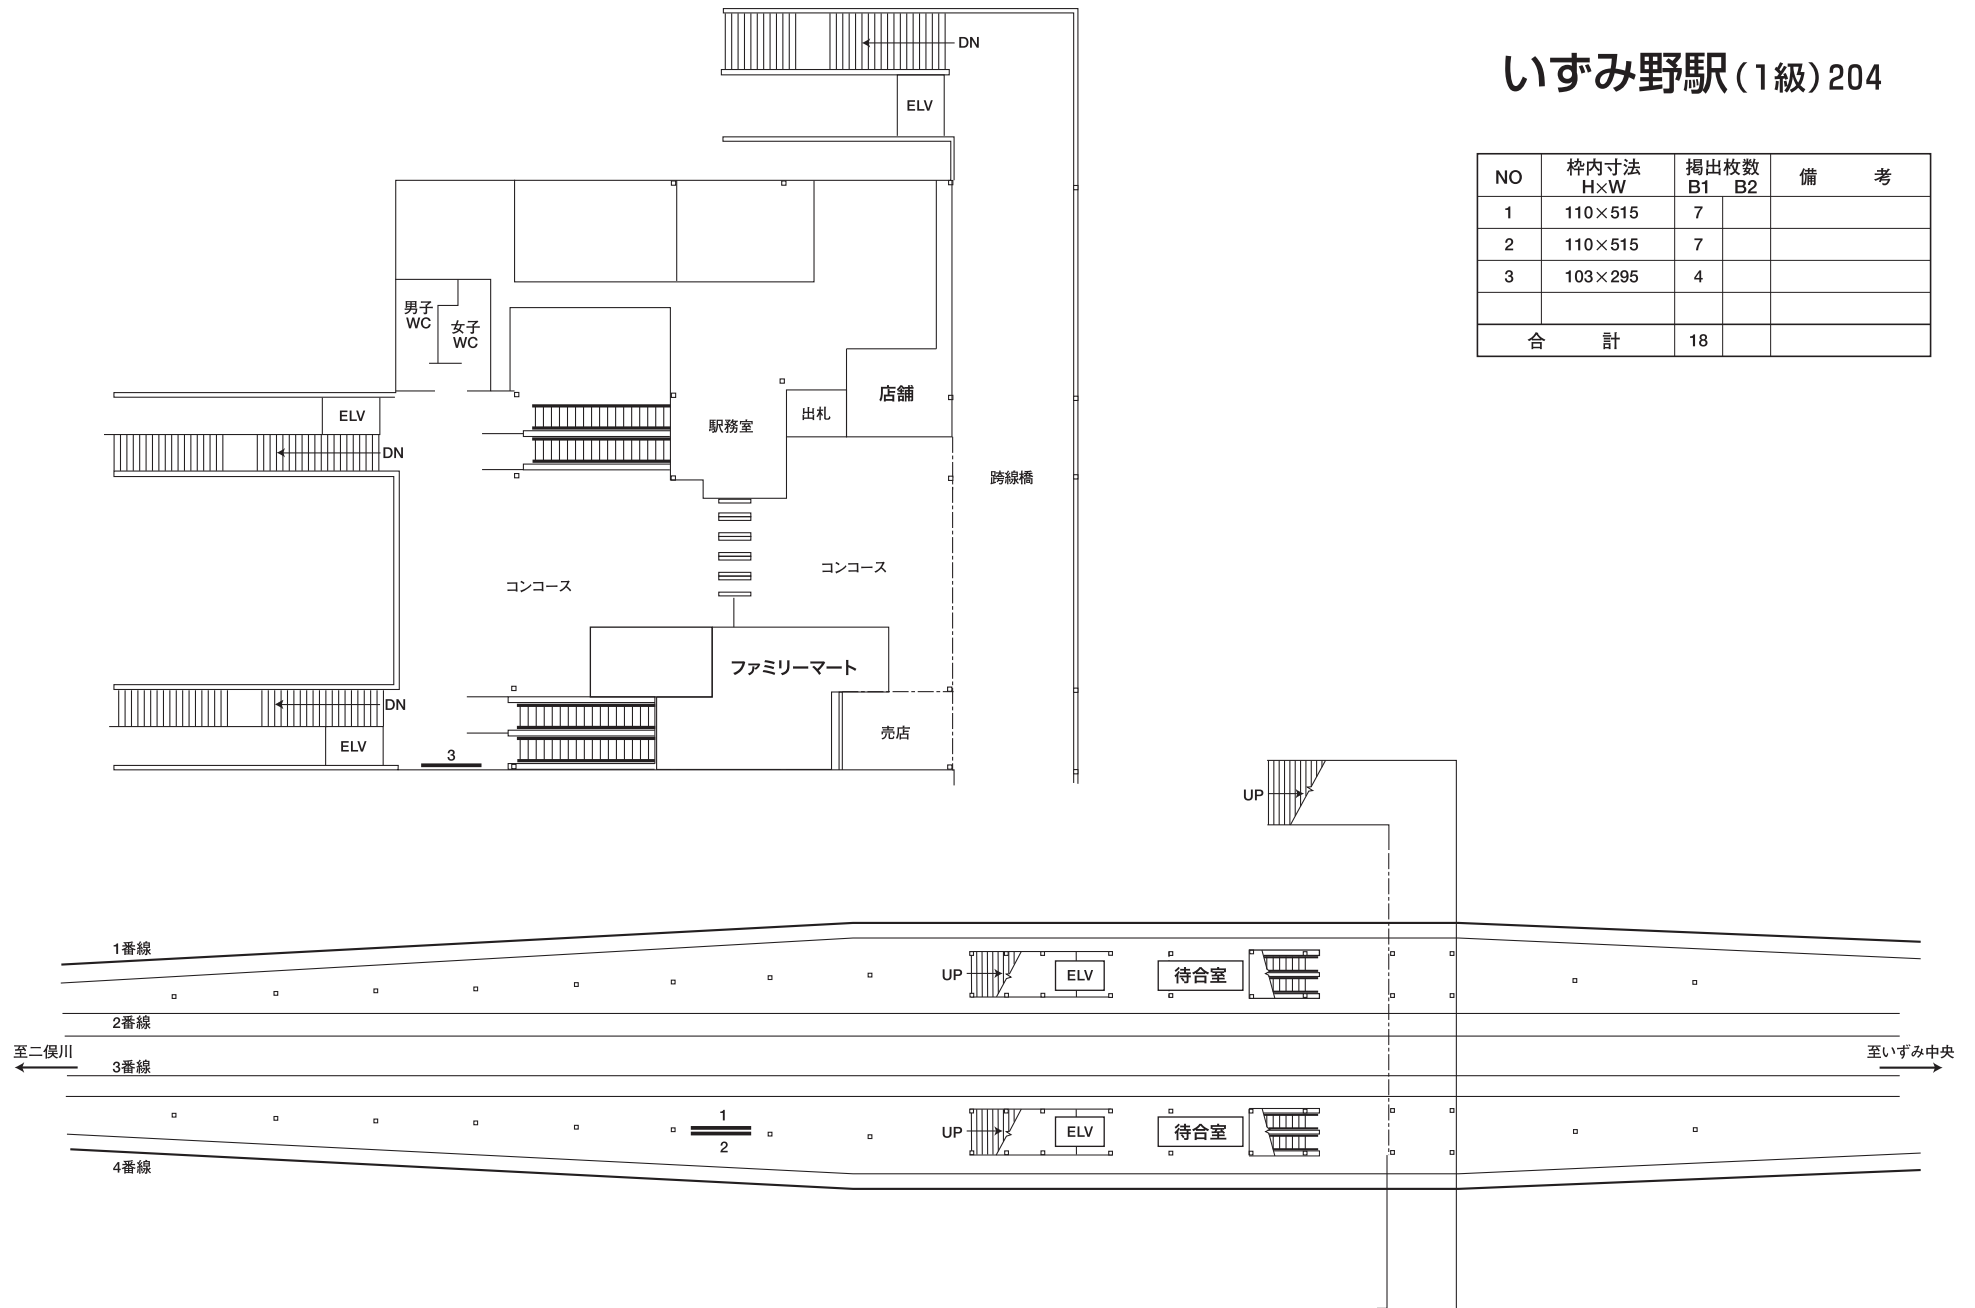 いずみ野駅(1級)204
NO 枠内寸法 H×W 掲出枚数 B1 B2 備 考
1 110×515 7
2 110×515 7
3 103×295 4
合 計 18
DN
ELV
男子
WC
女子
WC
ELV
DN
駅務室
出札
店舗
跨線橋
コンコース
コンコース
ファミリーマート
売店
DN
ELV
3
UP
1番線
UP
ELV
待合室
2番線
至二俣川
至いずみ中央
3番線
1
2
UP
ELV
待合室
4番線